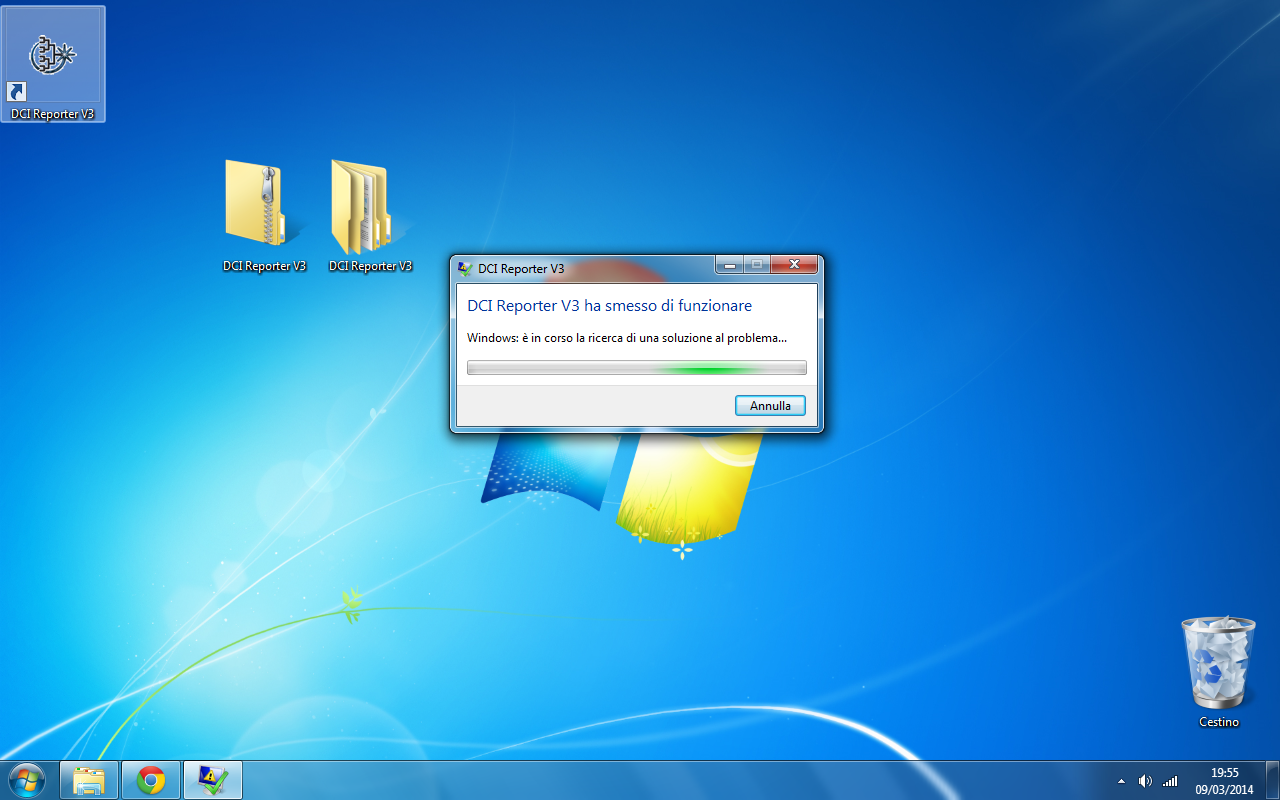 DCI Reporter V3
DCI Reporter V3
DCI Reporter V3
DCI Reporter V3
DCI Reporter V3 ha smesso di funzionare
Windows: è in corso la ricerca di una soluzione al problema...
Annulla
Cestino
19:55
09/03/2014